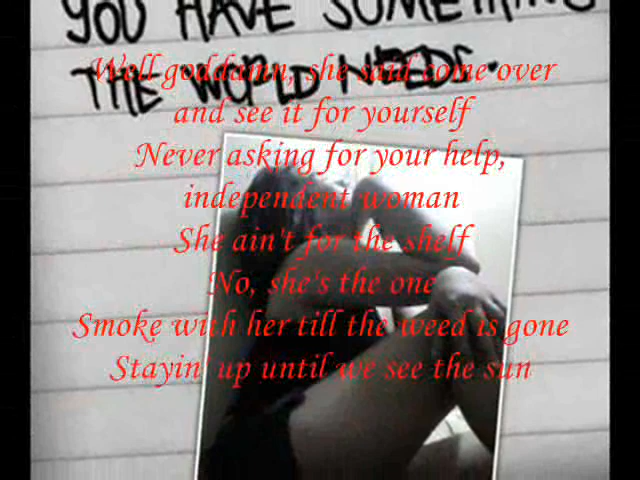 YOU HAVE SOMETHING
THE WORLD NEEDS.
Well goddamn, she said come over
and see it for yourself
Never asking for your help,
independent woman
She ain't for the shelf
No, she's the one
Smoke with her till the weed is gone
Stayin' up until we see the sun